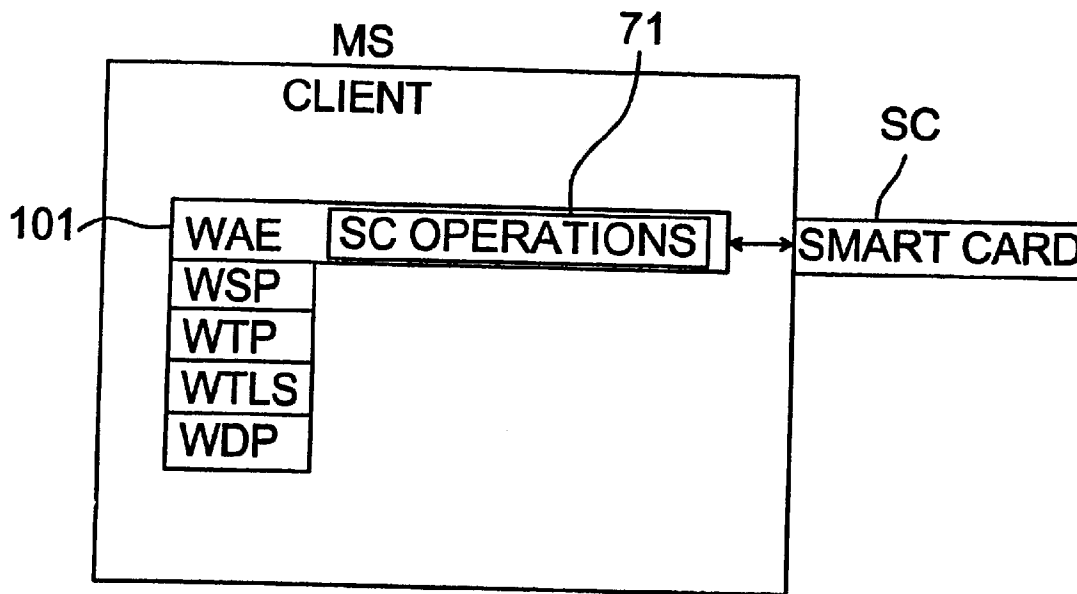 71
MS
CLIENT
SC
101
WAE
SC OPERATIONS
SMART CARD
WSP
WTP
WTLS
WDP